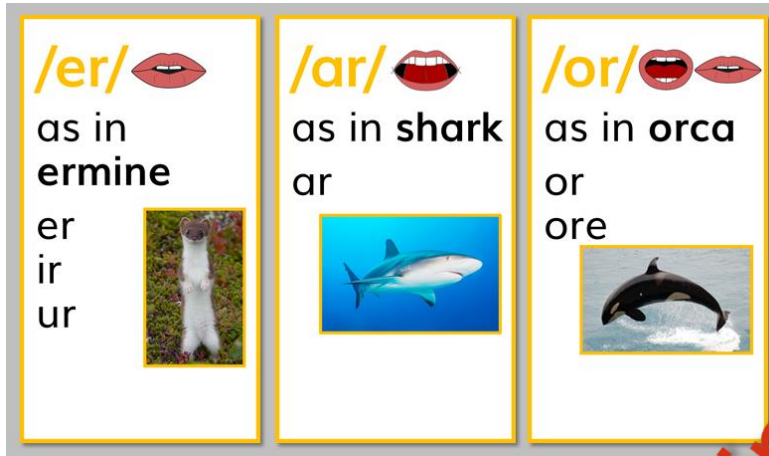 /er/
as in
ermine
er
ir
ur
/ar/
as in shark
ar
/or/
as in orca
or
ore